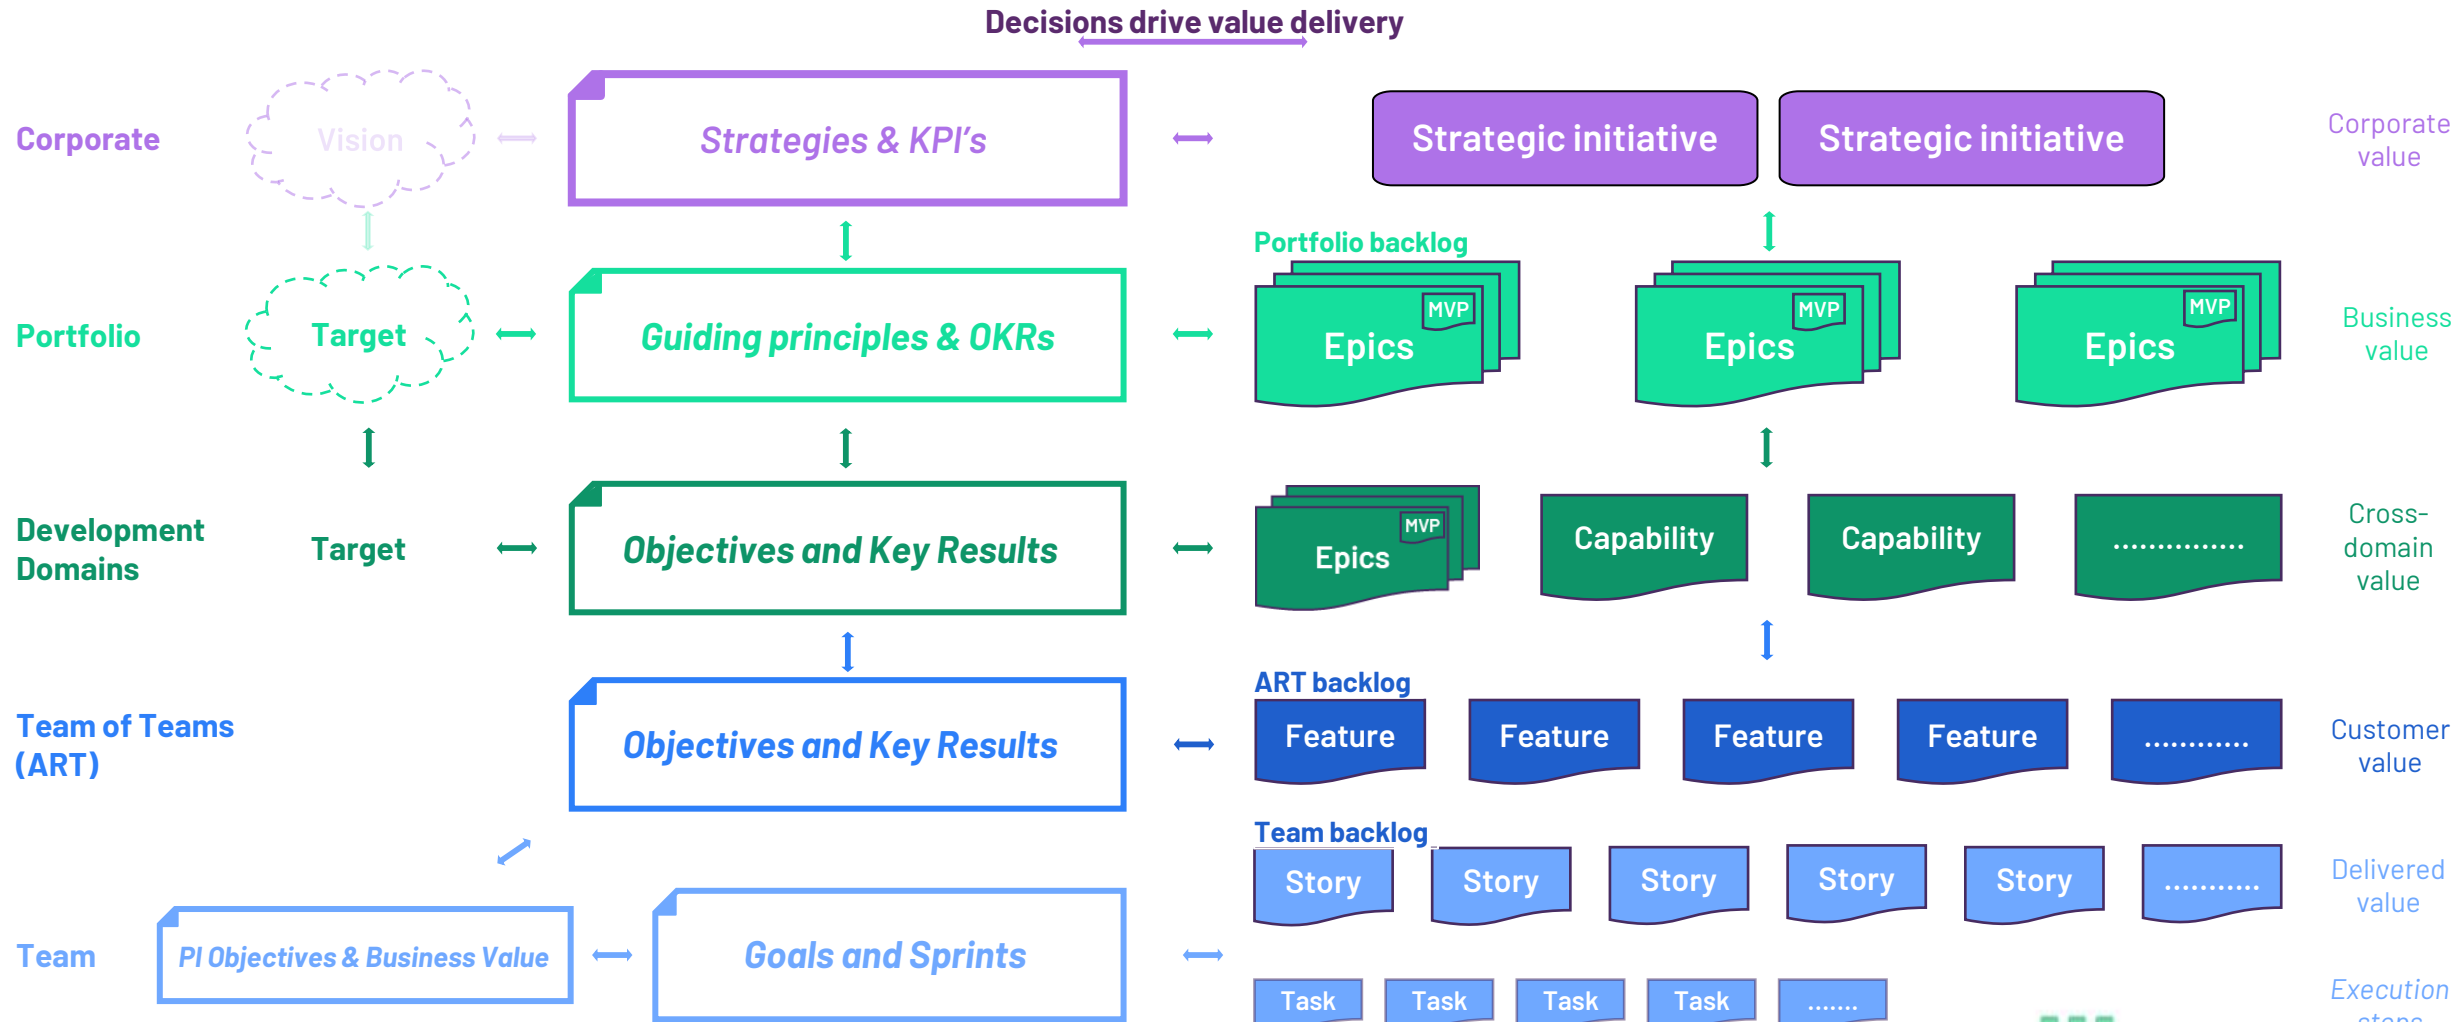 Decisions drive value delivery
Corporate
Vision
Strategies & KPI's
Strategic initiative
Strategic initiative
Corporate
value
Portfolio
Target
Guiding principles & OKRs
Portfolio backlog
MVP
Epics
MVP
Epics
MVP
Epics
Business
value
Development
Domains
Target
Objectives and Key Results
MVP
Epics
Capability
Capability
...............
Cross-
domain
value
Team of Teams
(ART)
Objectives and Key Results
ART backlog
Feature
Feature
Feature
Feature
............
Customer
value
Team backlog
Story
Story
Story
Story
Story
...........
Delivered
value
Team
PI Objectives & Business Value
Goals and Sprints
Task
Task
Task
Task
.......
Execution
steps